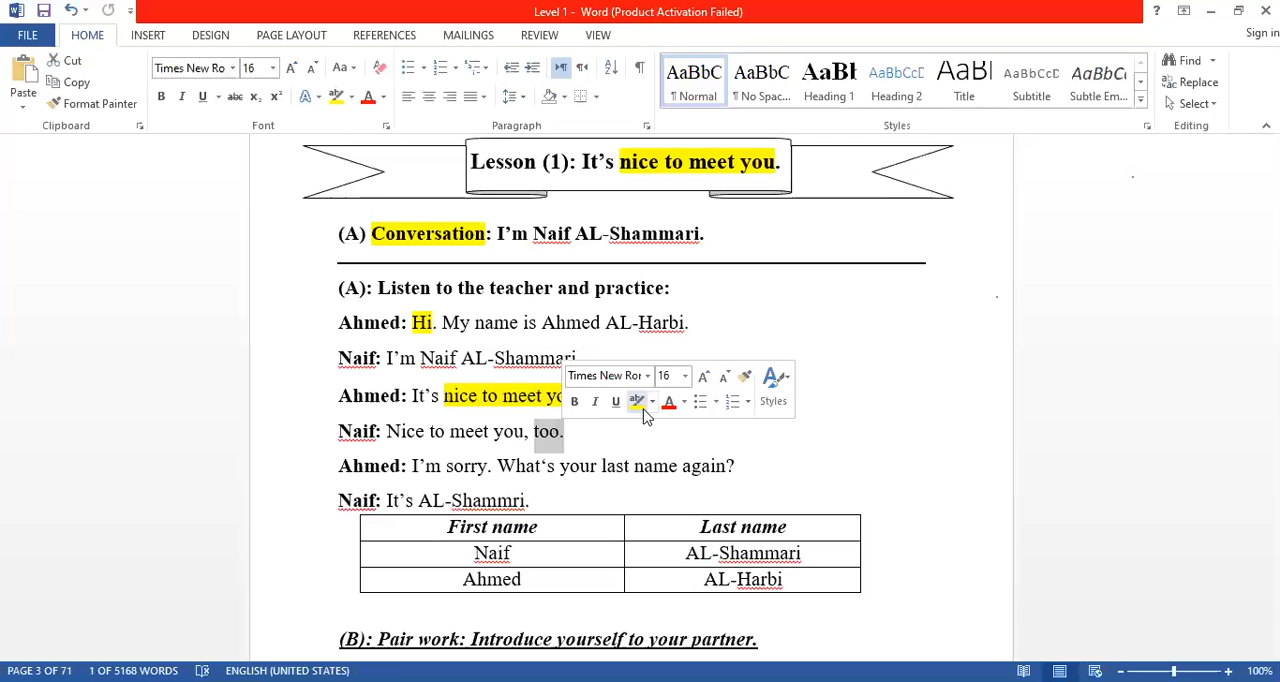 Level 1 - Word (Product Activation Failed)
Sign in
FILE HOME INSERT DESIGN PAGE LAYOUT REFERENCES MAILINGS REVIEW VIEW
Paste
Cut
Copy
Format Painter
Clipboard
Times New Ro 16
Font
Paragraph
AaBbC
¶ Normal
AaBbC
¶ No Spac...
AaBb
Heading 1
AaBbCcD
Heading 2
AaBb
Title
AaBbCcD
Subtitle
AaBbCc
Subtle Em...
Styles
Find
Replace
Select
Editing
Lesson (1): It’s nice to meet you.
(A) Conversation: I’m Naif AL-Shammari.
(A): Listen to the teacher and practice:
Ahmed: Hi. My name is Ahmed AL-Harbi.
Naif: I’m Naif AL-Shammari
Ahmed: It’s nice to meet yo
Naif: Nice to meet you, too.
Ahmed: I’m sorry. What‘s your last name again?
Naif: It’s AL-Shammri.
First name Last name
Naif AL-Shammari
Ahmed AL-Harbi
(B): Pair work: Introduce yourself to your partner.
Times New Ror 16
Styles
PAGE 3 OF 71 1 OF 5168 WORDS ENGLISH (UNITED STATES) 100%